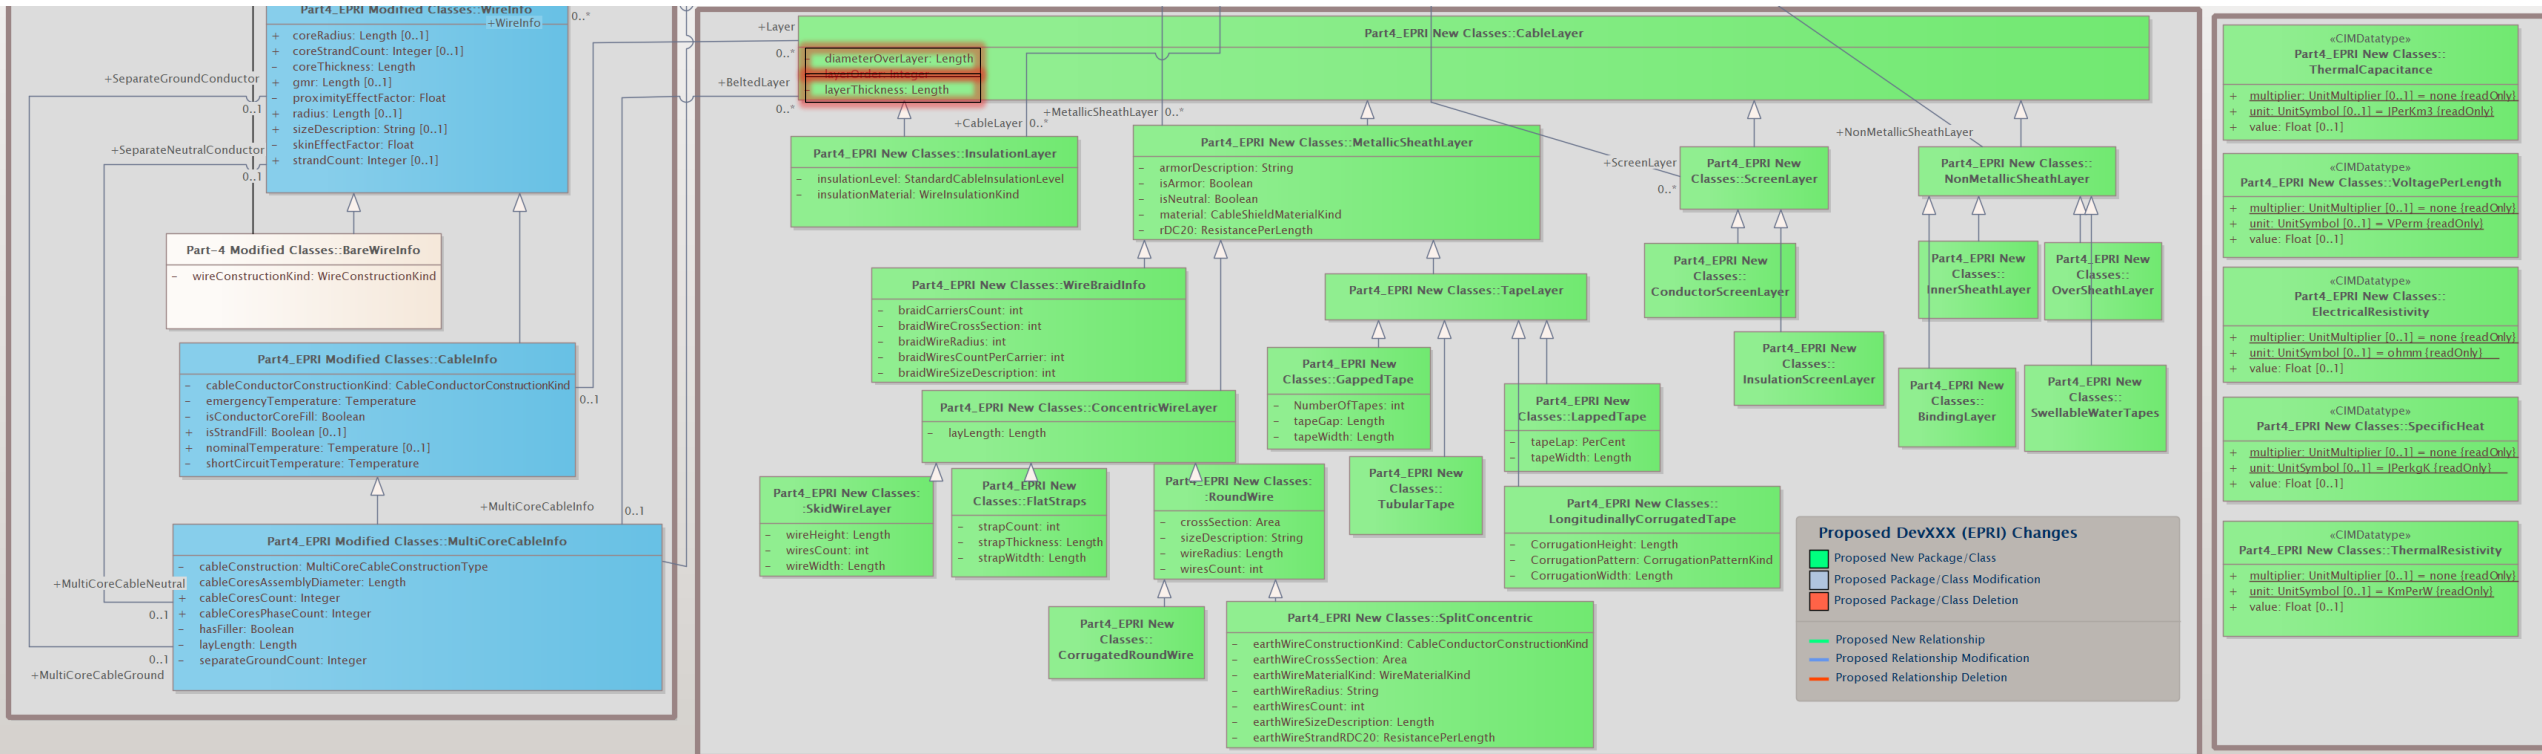 Part4_EPRI Modified Classes::WireInfo
+WireInfo
0..*
+ coreRadius: Length [0..1]
+ coreStrandCount: Integer [0..1]
- coreThickness: Length
+ gmr: Length [0..1]
- proximityEffectFactor: Float
+ radius: Length [0..1]
+ sizeDescription: String [0..1]
- skinEffectFactor: Float
+ strandCount: Integer [0..1]
+SeparateGroundConductor
0..1
+SeparateNeutralConductor
0..1
Part-4 Modified Classes::BareWireInfo
- wireConstructionKind: WireConstructionKind
Part4_EPRI Modified Classes::CableInfo
- cableConductorConstructionKind: CableConductorConstructionKind
- emergencyTemperature: Temperature
- isConductorCoreFill: Boolean
+ isStrandFill: Boolean [0..1]
+ nominalTemperature: Temperature [0..1]
- shortCircuitTemperature: Temperature
0..1
+MultiCoreCableInfo
0..1
Part4_EPRI Modified Classes::MultiCoreCableInfo
- cableConstruction: MultiCoreCableConstructionType
- cableCoresAssemblyDiameter: Length
+ cableCoresCount: Integer
+ cableCoresPhaseCount: Integer
- hasFiller: Boolean
- layLength: Length
- separateGroundCount: Integer
+MultiCoreCableNeutral
0..1
0..1
+MultiCoreCableGround
+Layer
0..*
+BeltedLayer
0..*
Part4_EPRI New Classes::CableLayer
- diameterOverLayer: Length
- layerOrder: Integer
- layerThickness: Length
+CableLayer 0..*
+MetallicSheathLayer 0..*
+ScreenLayer
0..*
+NonMetallicSheathLayer
Part4_EPRI New Classes::InsulationLayer
- insulationLevel: StandardCableInsulationLevel
- insulationMaterial: WireInsulationKind
Part4_EPRI New Classes::MetallicSheathLayer
- armorDescription: String
- isArmor: Boolean
- isNeutral: Boolean
- material: CableShieldMaterialKind
- rDC20: ResistancePerLength
Part4_EPRI New
Classes::ScreenLayer
Part4_EPRI New Classes::
NonMetallicSheathLayer
Part4_EPRI New Classes::WireBraidInfo
- braidCarriersCount: int
- braidWireCrossSection: int
- braidWireRadius: int
- braidWiresCountPerCarrier: int
- braidWireSizeDescription: int
Part4_EPRI New Classes::TapeLayer
Part4_EPRI New
Classes::
ConductorScreenLayer
Part4_EPRI New
Classes::
InsulationScreenLayer
Part4_EPRI New
Classes::
InnerSheathLayer
Part4_EPRI New
Classes::
OverSheathLayer
Part4_EPRI New
Classes::
BindingLayer
Part4_EPRI New
Classes::
SwellableWaterTapes
Part4_EPRI New Classes::ConcentricWireLayer
- layLength: Length
Part4_EPRI New
Classes::GappedTape
- NumberOfTapes: int
- tapeGap: Length
- tapeWidth: Length
Part4_EPRI New
Classes::LappedTape
- tapeLap: PerCent
- tapeWidth: Length
Part4_EPRI New
Classes::
TubularTape
Part4_EPRI New Classes::
LongitudinallyCorrugatedTape
- CorrugationHeight: Length
- CorrugationPattern: CorrugationPatternKind
- CorrugationWidth: Length
Part4_EPRI New Classes:
:SkidWireLayer
- wireHeight: Length
- wiresCount: int
- wireWidth: Length
Part4_EPRI New
Classes::FlatStraps
- strapCount: int
- strapThickness: Length
- strapWitdth: Length
Part4_EPRI New Classes:
:RoundWire
- crossSection: Area
- sizeDescription: String
- wireRadius: Length
- wiresCount: int
Part4_EPRI New
Classes::
CorrugatedRoundWire
Part4_EPRI New Classes::SplitConcentric
- earthWireConstructionKind: CableConductorConstructionKind
- earthWireCrossSection: Area
- earthWireMaterialKind: WireMaterialKind
- earthWireRadius: String
- earthWiresCount: int
- earthWireSizeDescription: Length
- earthWireStrandRDC20: ResistancePerLength
Proposed DevXXX (EPRI) Changes
Proposed New Package/Class
Proposed Package/Class Modification
Proposed Package/Class Deletion
Proposed New Relationship
Proposed Relationship Modification
Proposed Relationship Deletion
«CIMDatatype»
Part4_EPRI New Classes::
ThermalCapacitance
+ multiplier: UnitMultiplier [0..1] = none {readOnly}
+ unit: UnitSymbol [0..1] = JPerKm3 {readOnly}
+ value: Float [0..1]
«CIMDatatype»
Part4_EPRI New Classes::VoltagePerLength
+ multiplier: UnitMultiplier [0..1] = none {readOnly}
+ unit: UnitSymbol [0..1] = VPerm {readOnly}
+ value: Float [0..1]
«CIMDatatype»
Part4_EPRI New Classes::
ElectricalResistivity
+ multiplier: UnitMultiplier [0..1] = none {readOnly}
+ unit: UnitSymbol [0..1] = ohmm {readOnly}
+ value: Float [0..1]
«CIMDatatype»
Part4_EPRI New Classes::SpecificHeat
+ multiplier: UnitMultiplier [0..1] = none {readOnly}
+ unit: UnitSymbol [0..1] = JPerkgK {readOnly}
+ value: Float [0..1]
«CIMDatatype»
Part4_EPRI New Classes::ThermalResistivity
+ multiplier: UnitMultiplier [0..1] = none {readOnly}
+ unit: UnitSymbol [0..1] = KmPerW {readOnly}
+ value: Float [0..1]